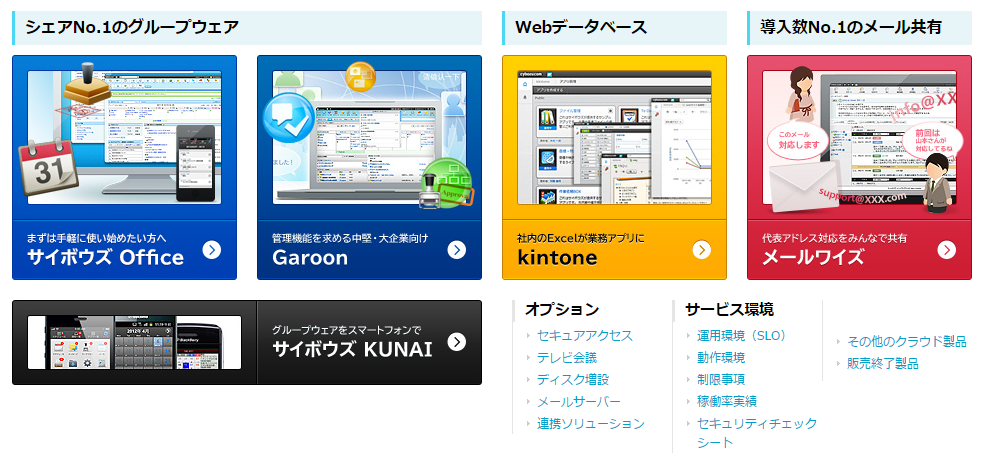 シェアNo.1のグループウェア
Webデータベース
導入数No.1のメール共有
31
まずは手軽に使い始めたい方へ
サイボウズ Office
管理機能を求める中堅・大企業向け
Garoon
社内のExcelが業務アプリに
kintone
info@XXX
このメール
対応します
前回は
山本さんが
対応してるね
support@XXX.com
代表アドレス対応をみんなで共有
メールワイズ
2012年 4月
BlackBerry
グループウェアをスマートフォンで
サイボウズ KUNAI
オプション
セキュアアクセス
テレビ会議
ディスク増設
メールサーバー
連携ソリューション
サービス環境
運用環境（SLO）
動作環境
制限事項
稼働率実績
セキュリティチェック
シート
その他のクラウド製品
販売終了製品